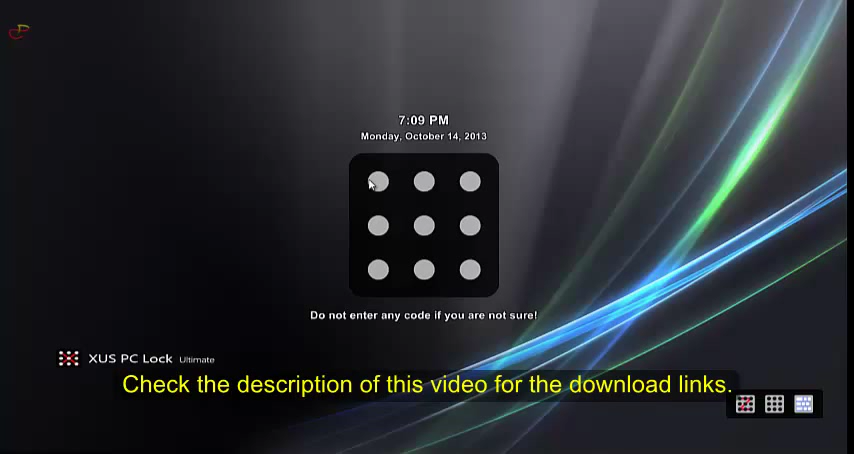 7:09 PM
Monday, October 14, 2013
Do not enter any code if you are not sure!
XUS PC Lock Ultimate
Check the description of this video for the download links.